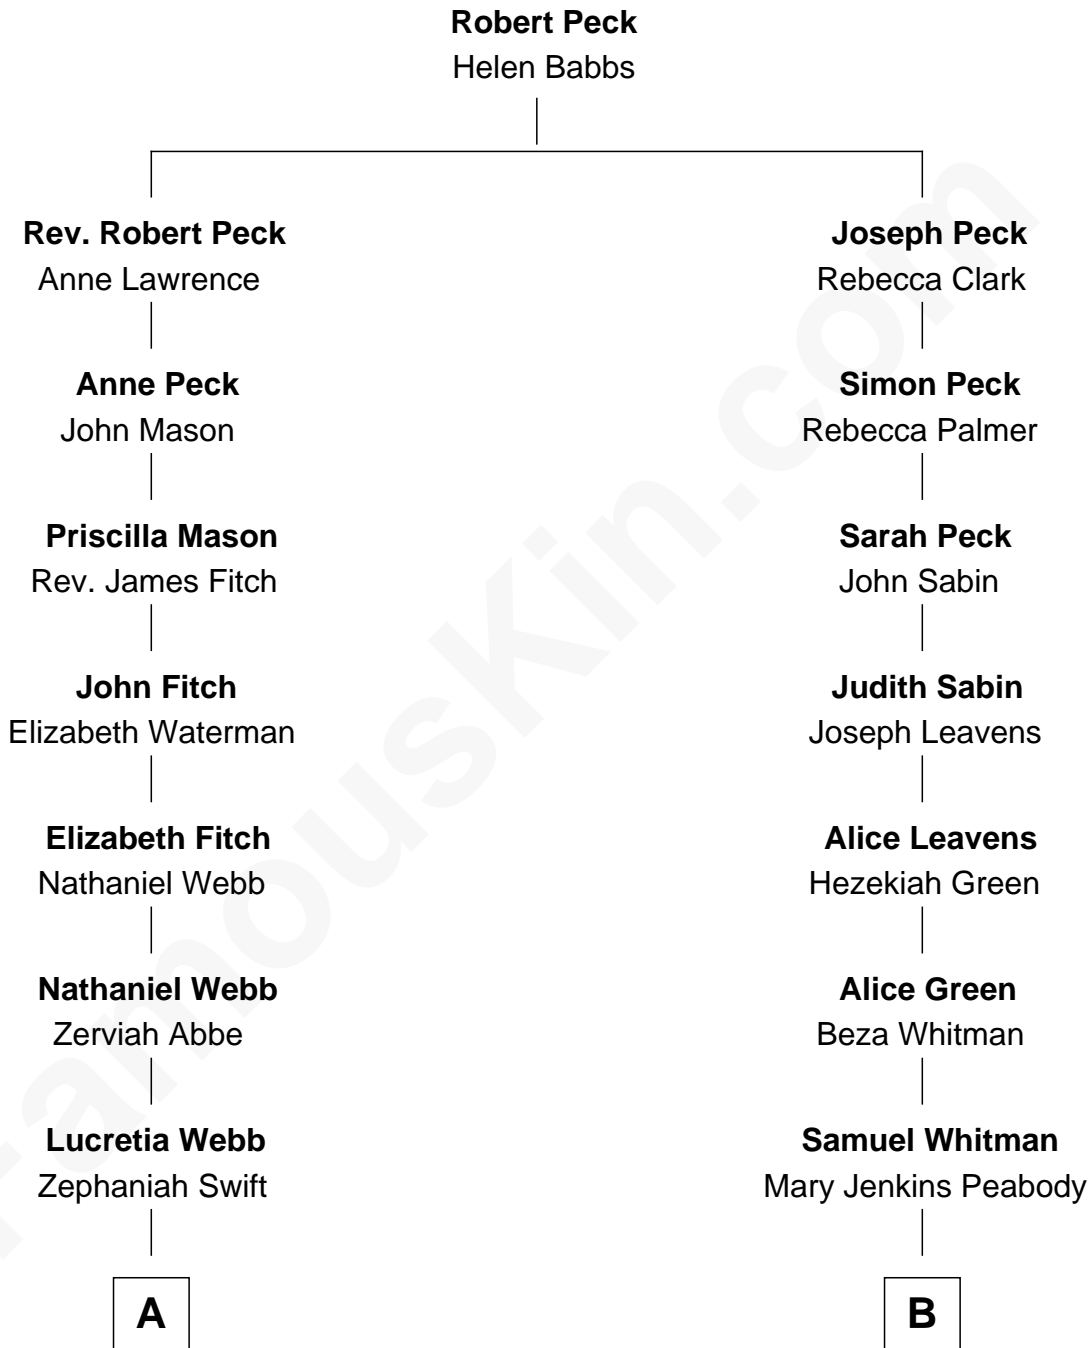 Robert Peck
Helen Babbs
Rev. Robert Peck
Anne Lawrence
Joseph Peck
Rebecca Clark
Anne Peck
John Mason
Simon Peck
Rebecca Palmer
Priscilla Mason
Rev. James Fitch
Sarah Peck
John Sabin
John Fitch
Elizabeth Waterman
Judith Sabin
Joseph Leavens
Elizabeth Fitch
Nathaniel Webb
Alice Leavens
Hezekiah Green
Nathaniel Webb
Zerviah Abbe
Alice Green
Beza Whitman
Lucretia Webb
Zephaniah Swift
Samuel Whitman
Mary Jenkins Peabody
A
B
FamousKin.com